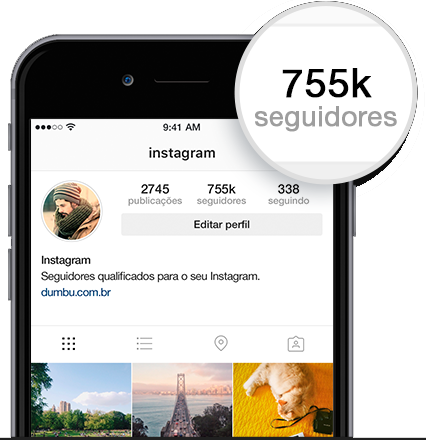 755k
seguidores
9:41 AM
instagram
2745 755k 338
publicações seguidores seguindo
Editar perfil
Instagram
Seguidores qualificados para o seu Instagram.
dumbu.com.br